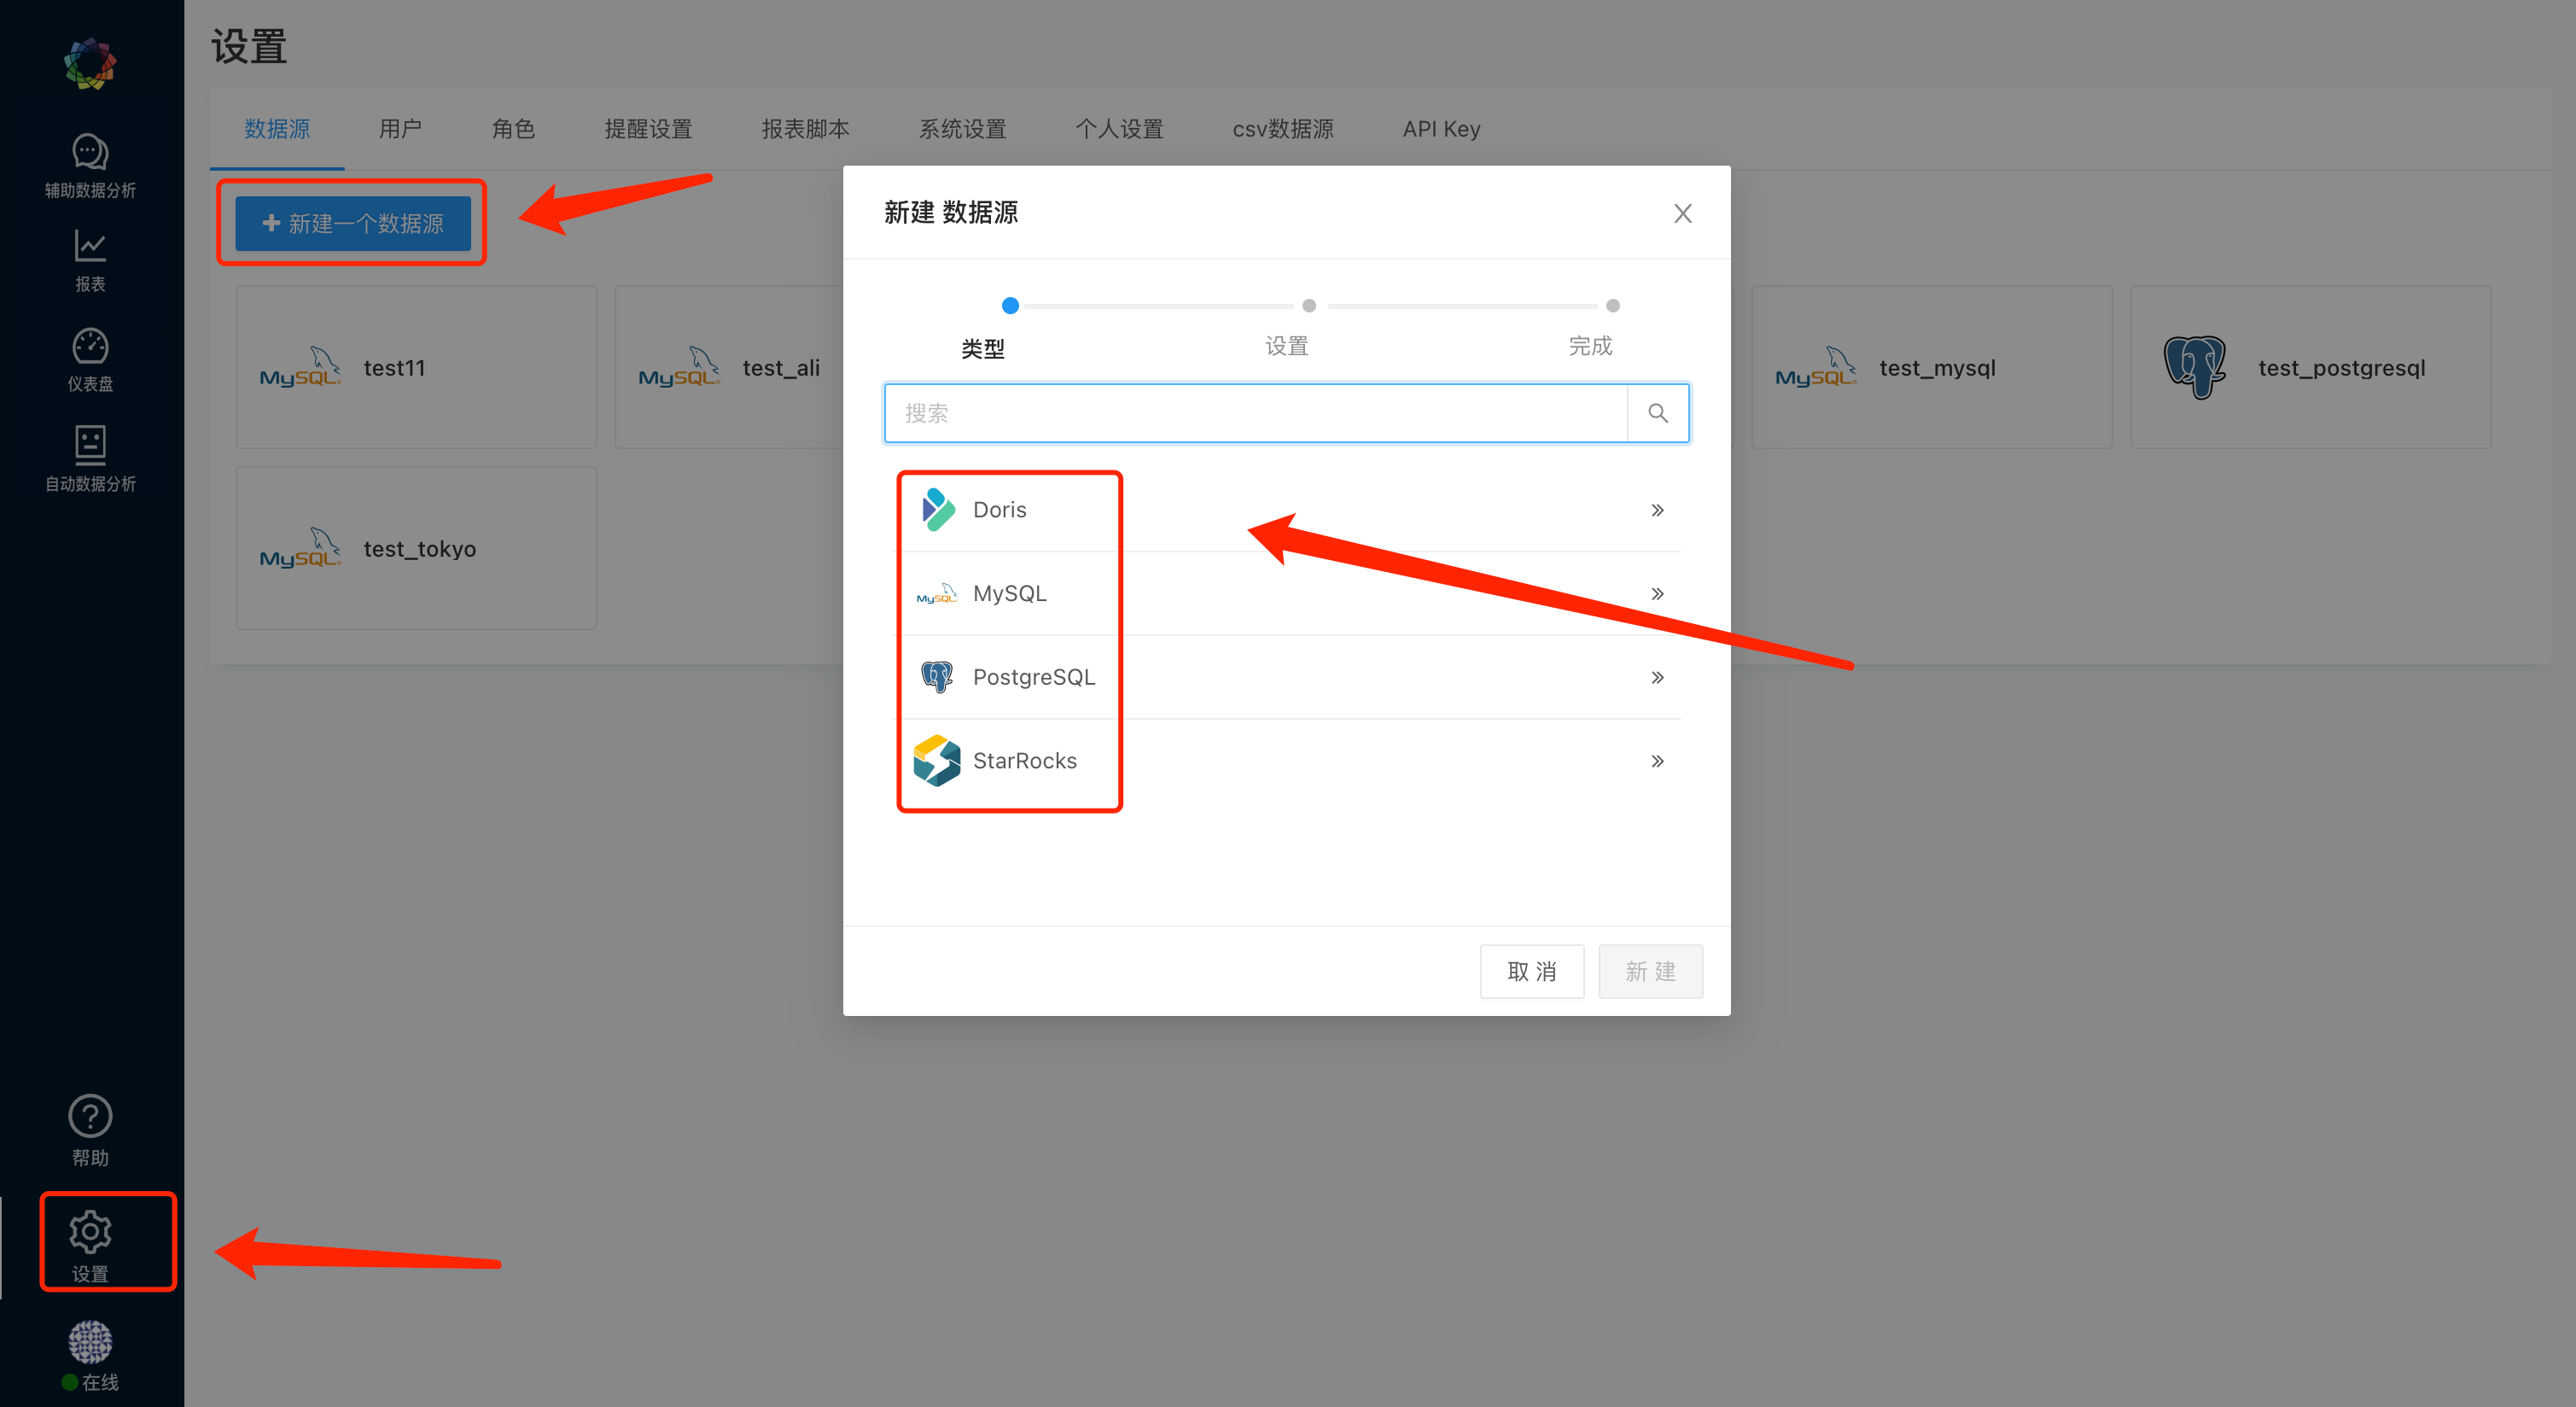 辅助数据分析
报表
仪表盘
自动数据分析
帮助
设置
在线
设置
数据源 用户 角色 提醒设置 报表脚本 系统设置 个人设置 csv数据源 API Key
新建一个数据源
MySQL test11
MySQL test_ali
MySQL test_mysql
test_postgresql
MySQL test_tokyo
新建 数据源
类型 设置 完成
搜索
Doris
MySQL MySQL
PostgreSQL
StarRocks
取 消 新 建